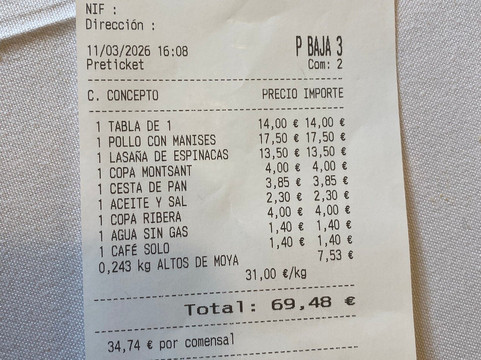 NIF :
Dirección :
11/03/2026 16:08 P BAJA 3
Preticket Com: 2
C. CONCEPTO PRECIO IMPORTE
1 TABLA DE 1 14,00 € 14,00 €
1 POLLO CON MANISES 17,50 € 17,50 €
1 LASAÑA DE ESPINACAS 13,50 € 13,50 €
1 COPA MONTSANT 4,00 € 4,00 €
1 CESTA DE PAN 3,85 € 3,85 €
1 ACEITE Y SAL 2,30 € 2,30 €
1 COPA RIBERA 4,00 € 4,00 €
1 AGUA SIN GAS 1,40 € 1,40 €
1 CAFÉ SOLO 1,40 € 1,40 €
0,243 kg ALTOS DE MOYA 7,53 €
31,00 €/kg
Total: 69,48 €
34,74 € por comensal